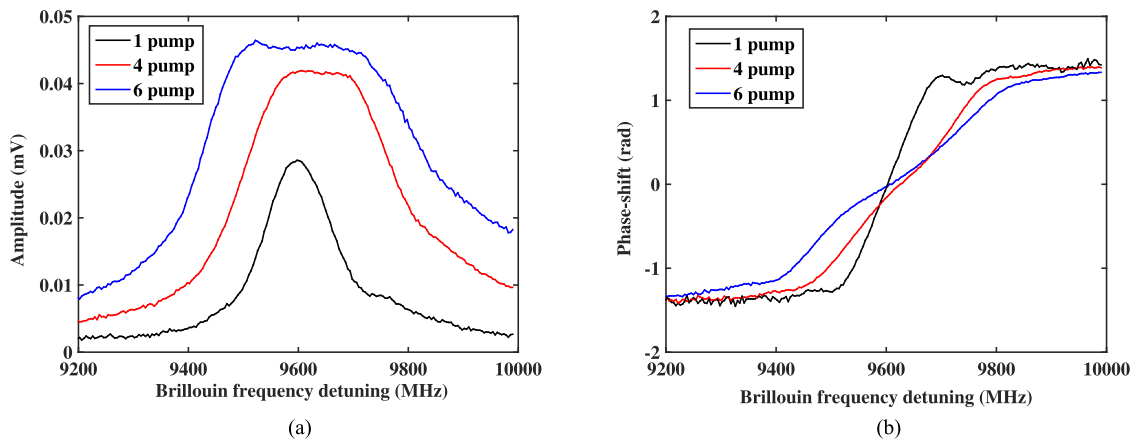 0.05
0.04
0.03
0.02
0.01
0
Amplitude (mV)
1 pump
4 pump
6 pump
9200 9400 9600 9800 10000
Brillouin frequency detuning (MHz)
(a)
2
1
0
-1
-2
Phase-shift (rad)
1 pump
4 pump
6 pump
9200 9400 9600 9800 10000
Brillouin frequency detuning (MHz)
(b)